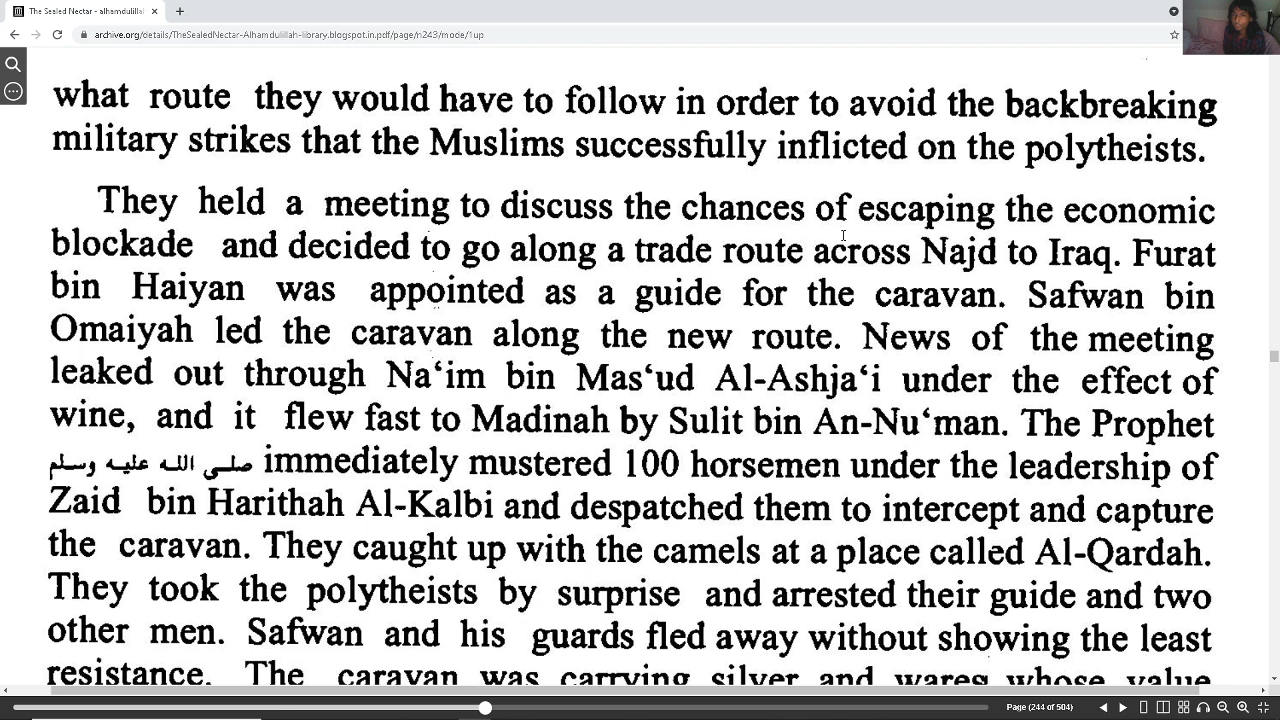 The Sealed Nectar - alhamdulillah
archive.org/details/TheSealedNectar-Alhamdulillah-library.blogspot.in.pdf/page/n243/mode/1up
what route they would have to follow in order to avoid the backbreaking
military strikes that the Muslims successfully inflicted on the polytheists.
They held a meeting to discuss the chances of escaping the economic
blockade and decided to go along a trade route across Najd to Iraq. Furat
bin Haiyan was appointed as a guide for the caravan. Safwan bin
Omaiyah led the caravan along the new route. News of the meeting
leaked out through Na‘im bin Mas‘ud Al-Ashja‘i under the effect of
wine, and it flew fast to Madinah by Sulit bin An-Nu‘man. The Prophet
صلى الله عليه وسلم immediately mustered 100 horsemen under the leadership of
Zaid bin Harithah Al-Kalbi and despatched them to intercept and capture
the caravan. They caught up with the camels at a place called Al-Qardah.
They took the polytheists by surprise and arrested their guide and two
other men. Safwan and his guards fled away without showing the least
resistance. The caravan was carrying silver and wares whose value
Page (244 of 504)